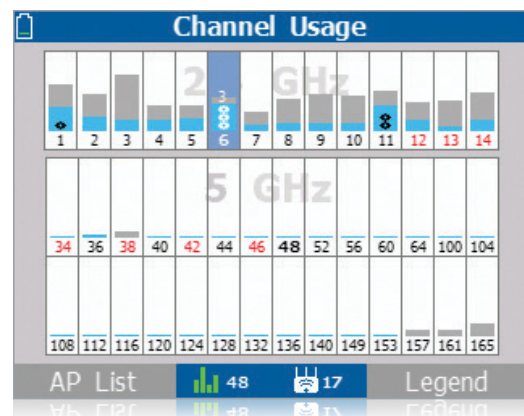 Channel Usage
2.4 GHz
3
1 2 3 4 5 6 7 8 9 10 11 12 13 14
5 GHz
34 36 38 40 42 44 46 48 52 56 60 64 100 104
108 112 116 120 124 128 132 136 140 149 153 157 161 165
AP List 48 17 Legend